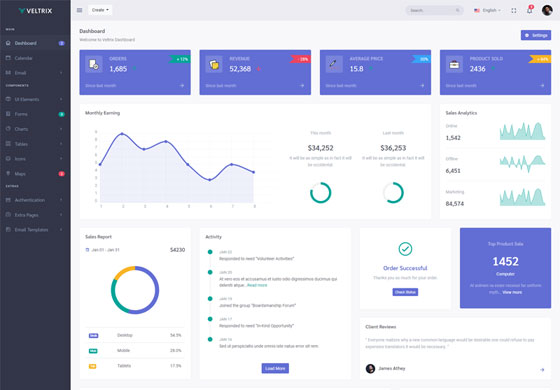 VELTRIX
Create
Search..
English
MAIN
Dashboard
Calendar
Email
COMPONENTS
UI Elements
Forms
Charts
Tables
Icons
Maps
EXTRAS
Authentication
Extra Pages
Email Templates
Dashboard
Welcome to Veltrix Dashboard
Settings
ORDERS
1,685
Since last month
REVENUE
52,368
Since last month
AVERAGE PRICE
15.8
Since last month
PRODUCT SOLD
2436
Since last month
Monthly Earning
1 2 3 4 5 6 7 8
This month
$34,252
It will be as simple as in fact it will
be occidental.
Last month
$36,253
It will be as simple as in fact it will
be occidental.
Sales Analytics
Online
1,542
Offline
6,451
Marketing
84,574
Sales Report
Jan 01 - Jan 31
$4230
Desktop 54.5%
Mobile
Tablets 17.5%
Activity
Jan 22
Responded to need "Volunteer Activities"
Jan 20
At vero eos et accusamus et iusto odio dignissimos ducimus qui
deleniti atque... Read more
Jan 19
Joined the group "Boardsmanship Forum"
Jan 17
Responded to need "In-Kind Opportunity"
Jan 16
Sed ut perspiciatis unde omnis iste natus error sit
Load More
Order Successful
Thanks you so much for your order.
Check Status
Top Product Sale
1452
Computer
At solmen va esser necessi far uniform
View more
Client Reviews
" Everyone realizes why a new common language would be desirable one could refuse to pay
expensive translators it would be necessary. "
James Athey